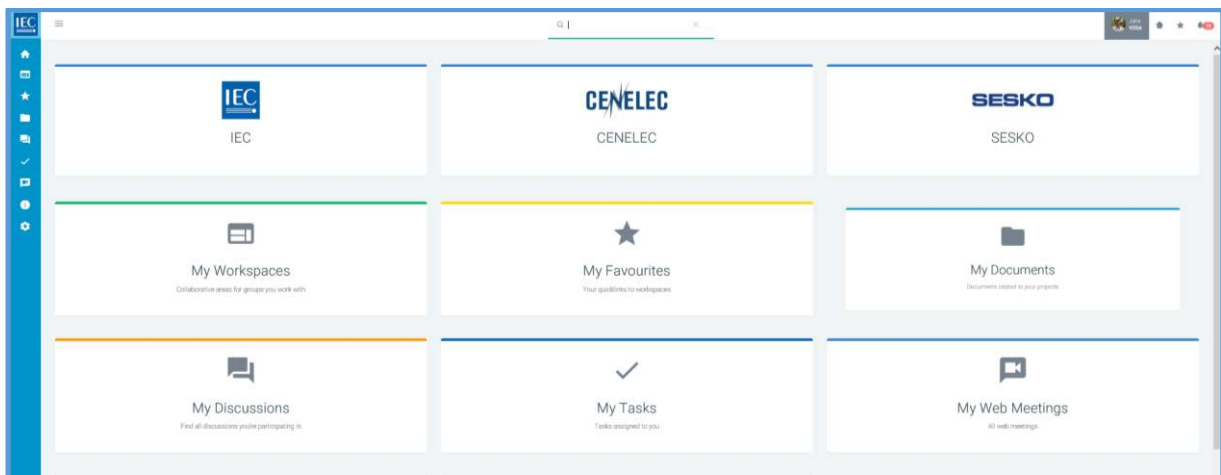 IEC
IEC
IEC
CENELEC
CENELEC
SESKO
SESKO
My Workspaces
Collaborative areas for groups you work with
My Favourites
Your quicklinks to workspaces
My Documents
Documents related to your projects
My Discussions
Find all discussions you're participating in
My Tasks
Tasks assigned to you
My Web Meetings
All web meetings